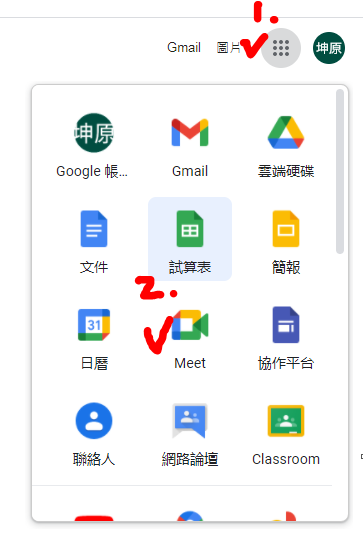 1.
Gmail 圖片 坤原
坤原
Google 帳... Gmail 雲端硬碟
文件 試算表 簡報
2.
31
日曆 Meet 協作平台
聯絡人 網路論壇 Classroom